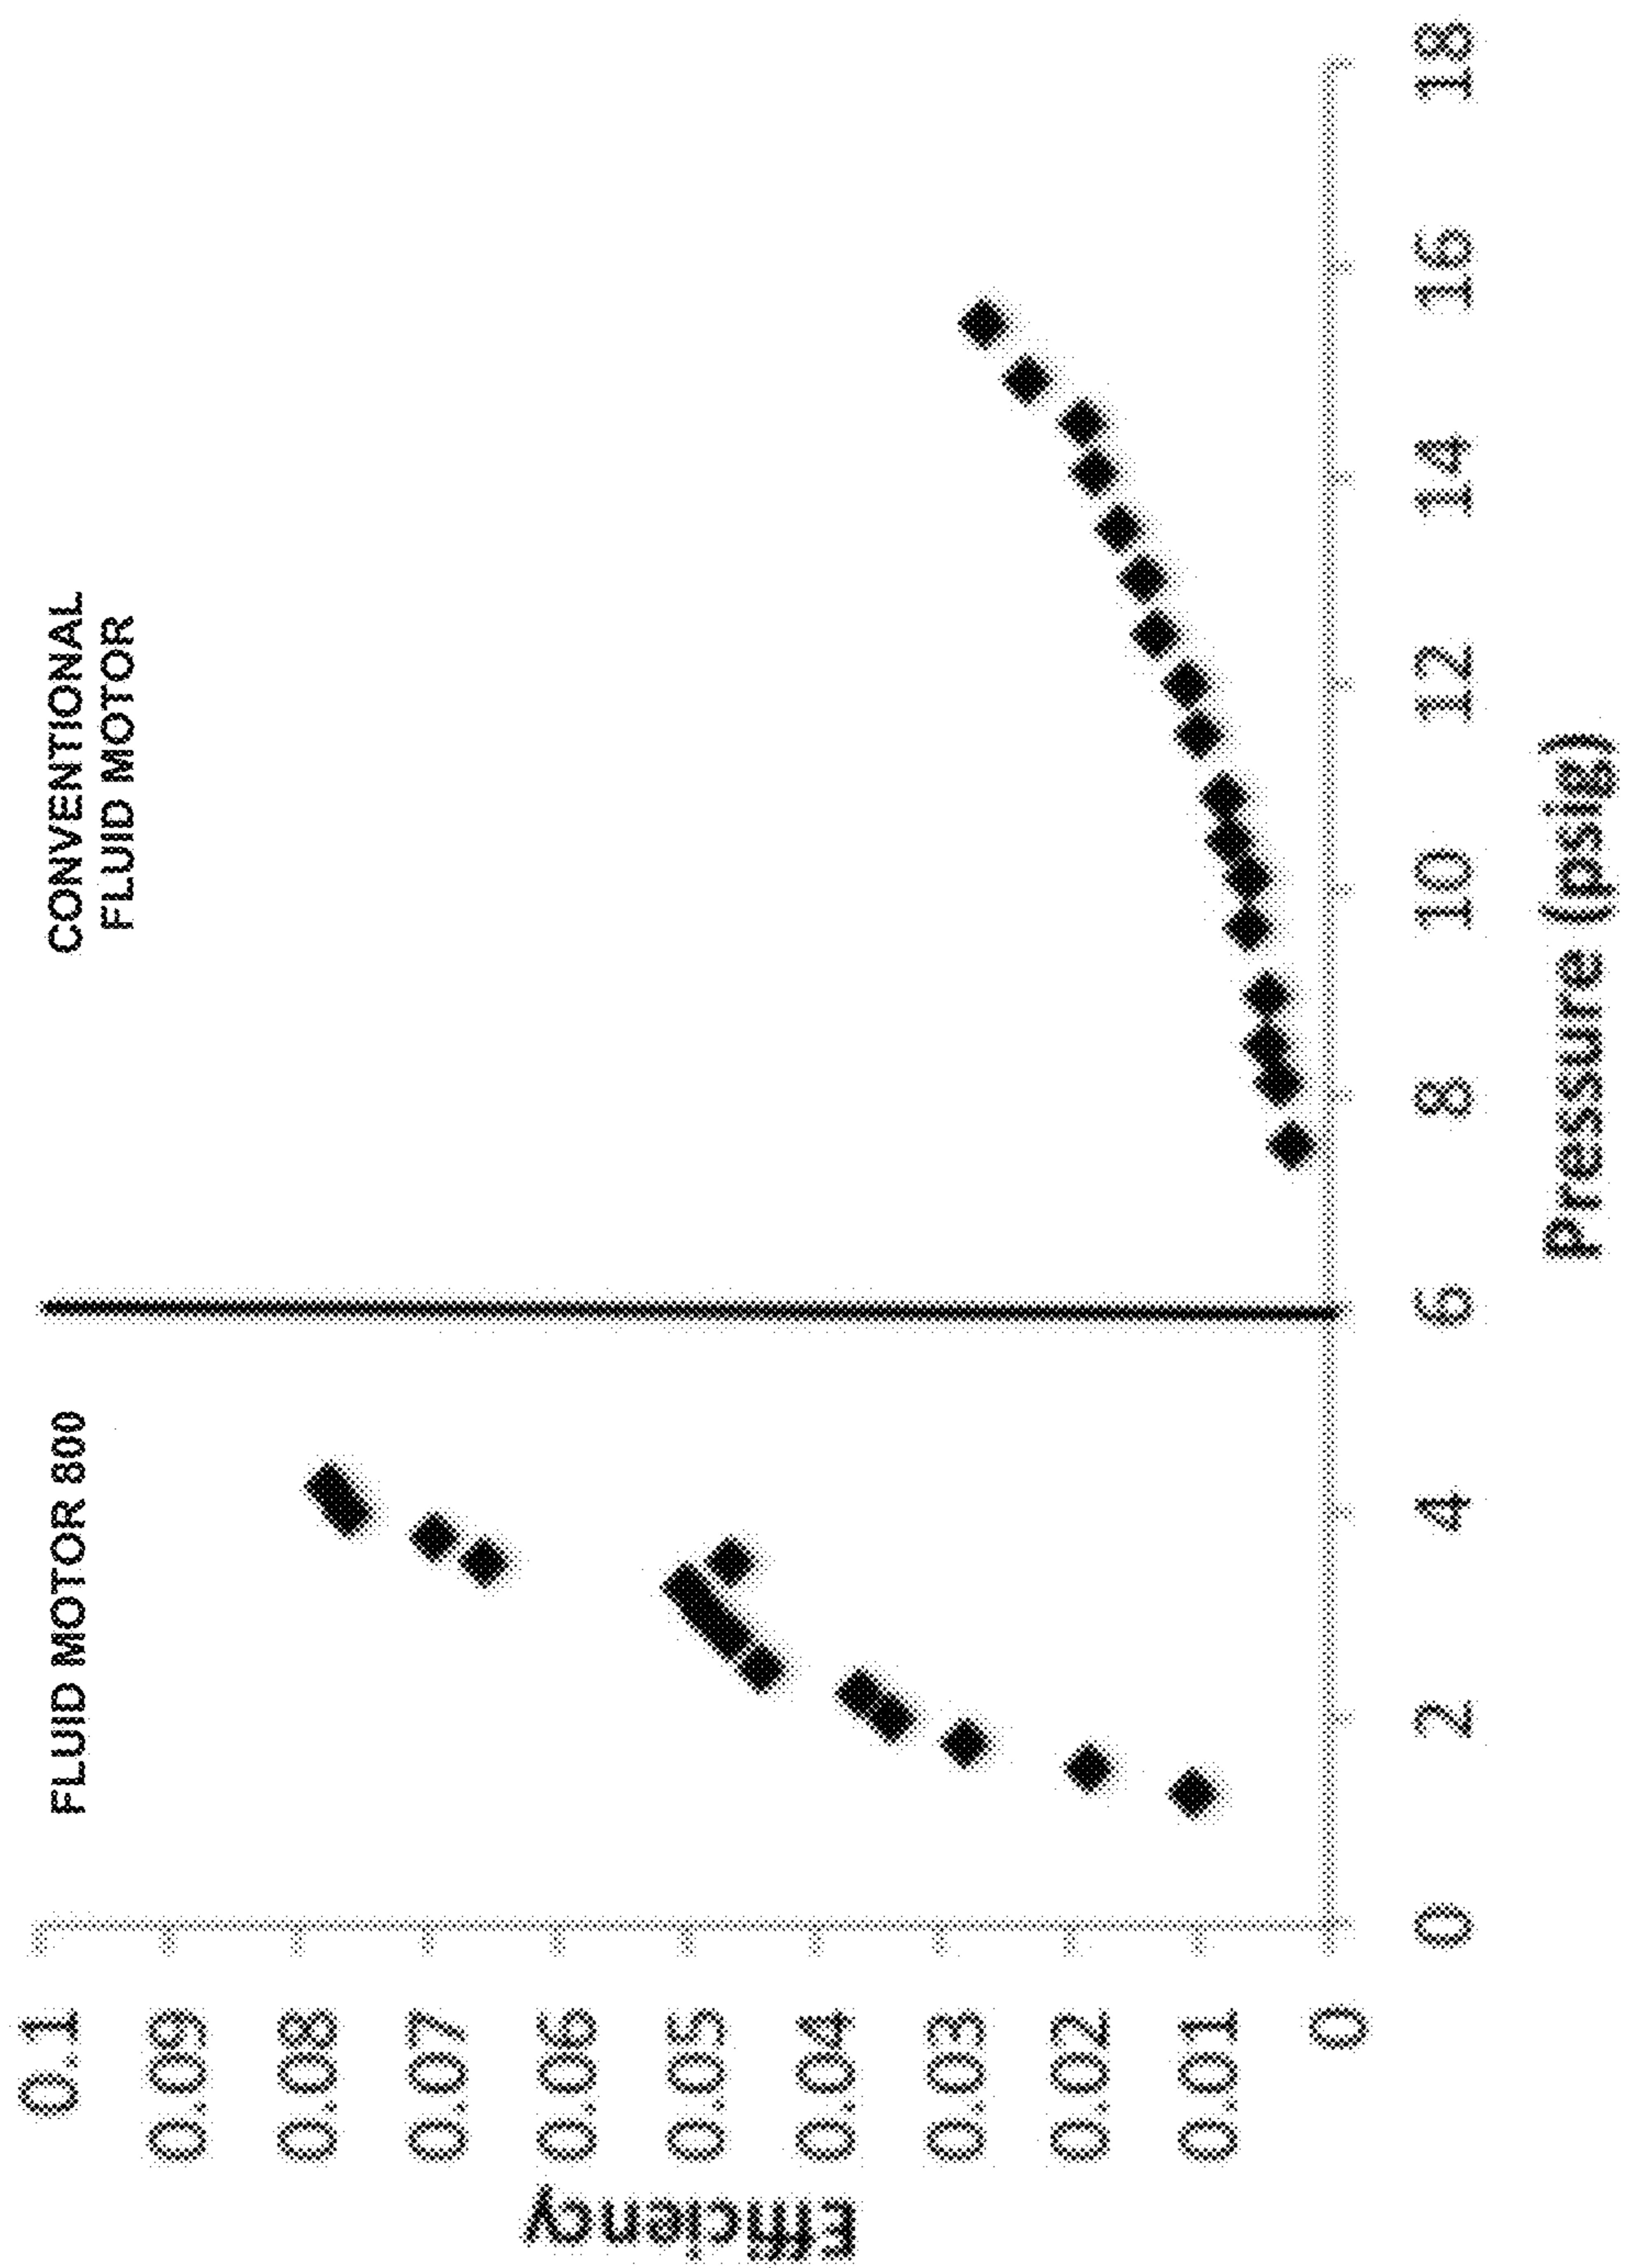 FLUID MOTOR 800
CONVENTIONAL
FLUID MOTOR
Efficiency
0.1
0.09
0.08
0.07
0.06
0.05
0.04
0.03
0.02
0.01
0
0 2 4 6 8 10 12 14 16 18
Pressure (psig)